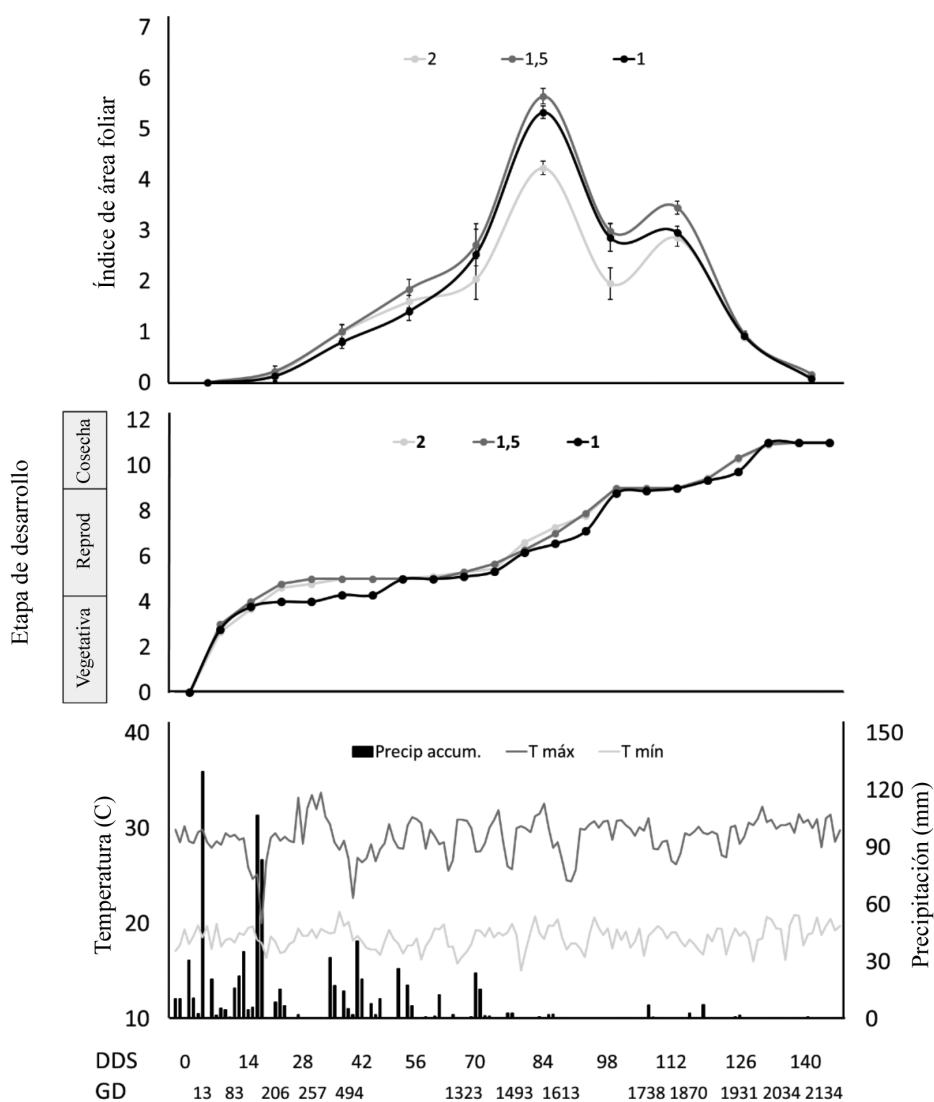 7
2 1,5 1
6
5
4
3
2
1
0
Índice de área foliar
12
2 1,5 1
10
8
6
4
2
0
Etapa de desarrollo
Cosecha
Reprod
Vegetativa
40 150
Precip accum. T máx T mín
120
30 90
20 60
30
10 0
Temperatura (C)
Precipitación (mm)
DDS 0 14 28 42 56 70 84 98 112 126 140
GD 13 83 206 257 494 1323 1493 1613 1738 1870 1931 2034 2134